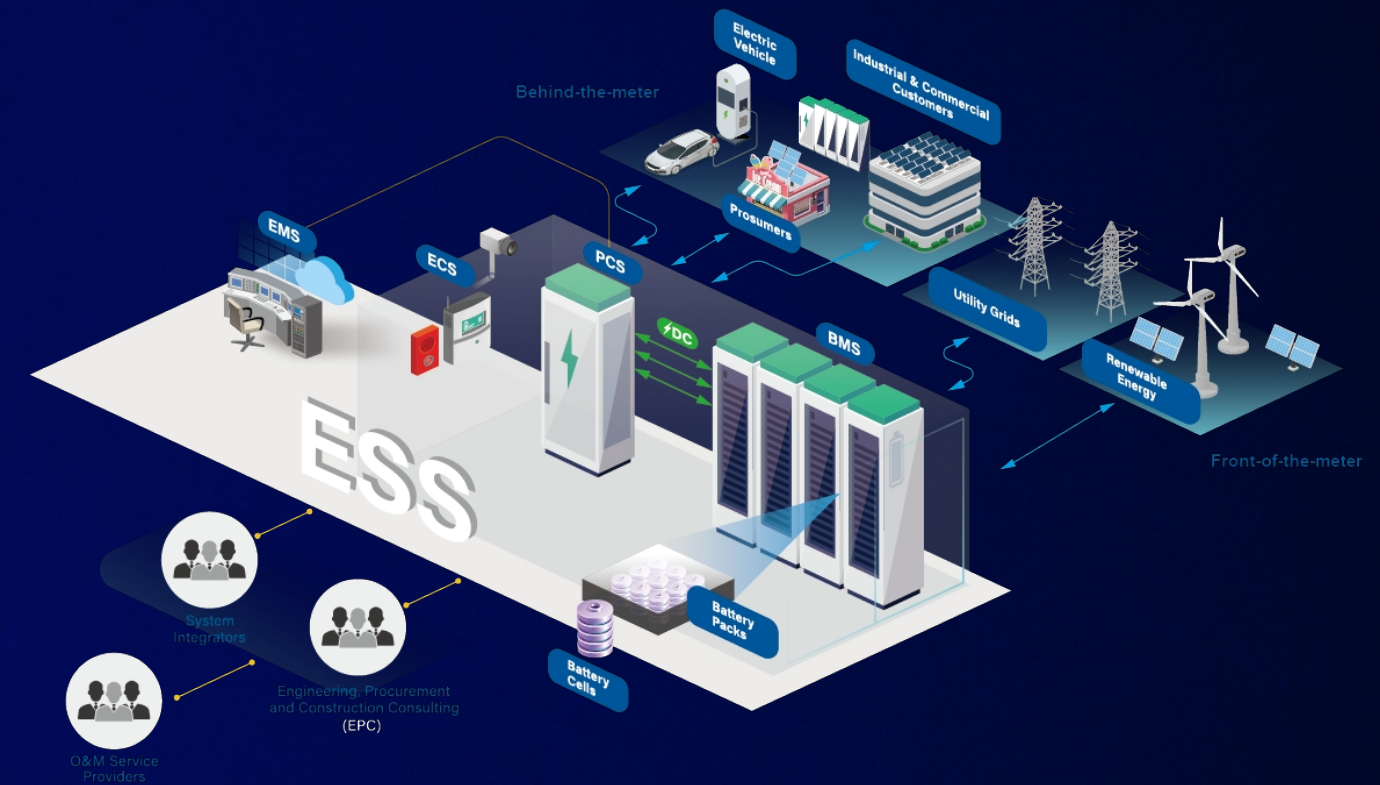 Electric
Vehicle
Industrial & Commercial
Customers
Behind-the-meter
Prosumers
EMS
ECS
PCS
Utility Grids
DC
BMS
Renewable
Energy
Front-of-the-meter
ESS
Battery
Packs
Battery
Cells
System
Integrators
Engineering, Procurement
and Construction Consulting
(EPC)
O&M Service
Providers